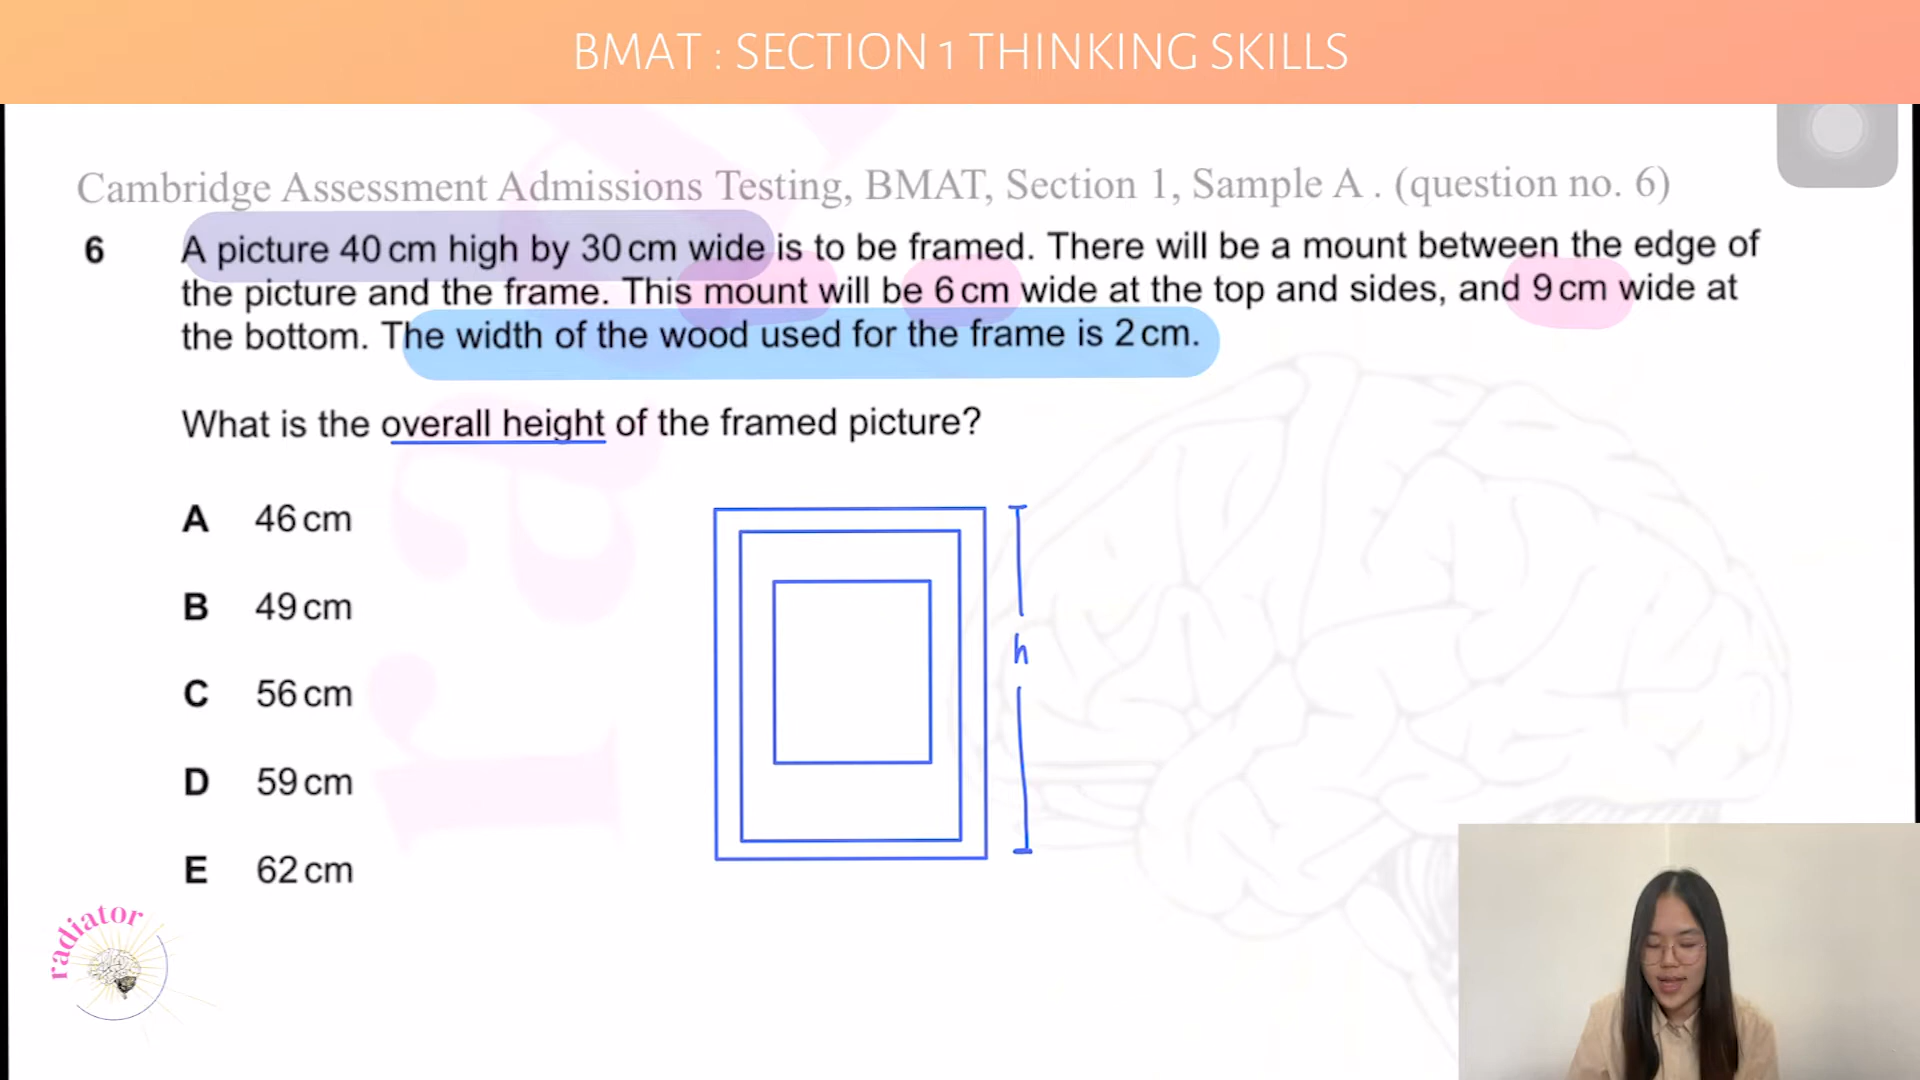 BMAT : SECTION 1 THINKING SKILLS
Cambridge Assessment Admissions Testing, BMAT, Section 1, Sample A . (question no. 6)
6 A picture 40 cm high by 30 cm wide is to be framed. There will be a mount between the edge of
the picture and the frame. This mount will be 6 cm wide at the top and sides, and 9 cm wide at
the bottom. The width of the wood used for the frame is 2 cm.
What is the overall height of the framed picture?
A 46 cm
B 49 cm
C 56 cm
D 59 cm
E 62 cm
h
radiator